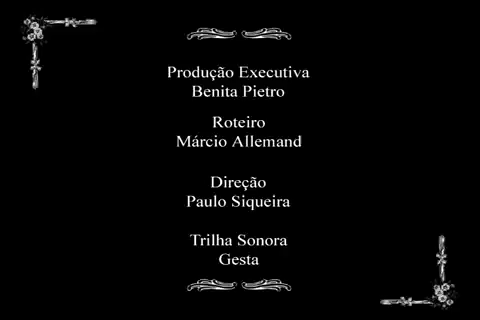 Produção Executiva
Benita Pietro
Roteiro
Márcio Allemand
Direção
Paulo Siqueira
Trilha Sonora
Gesta